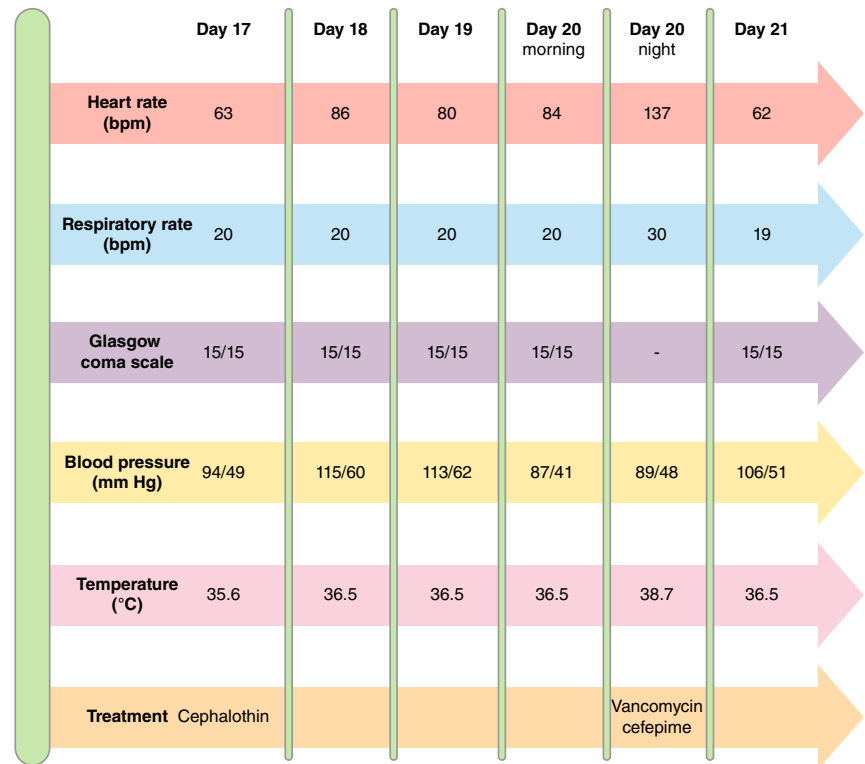 Day 17 Day 18 Day 19 Day 20 Day 20 Day 21
morning night
Heart rate
(bpm) 63 86 80 84 137 62
Respiratory rate
(bpm) 20 20 20 20 30 19
Glasgow
coma scale 15/15 15/15 15/15 15/15 - 15/15
Blood pressure
(mm Hg) 94/49 115/60 113/62 87/41 89/48 106/51
Temperature
(°C) 35.6 36.5 36.5 36.5 38.7 36.5
Treatment Cephalothin Vancomycin
cefepime